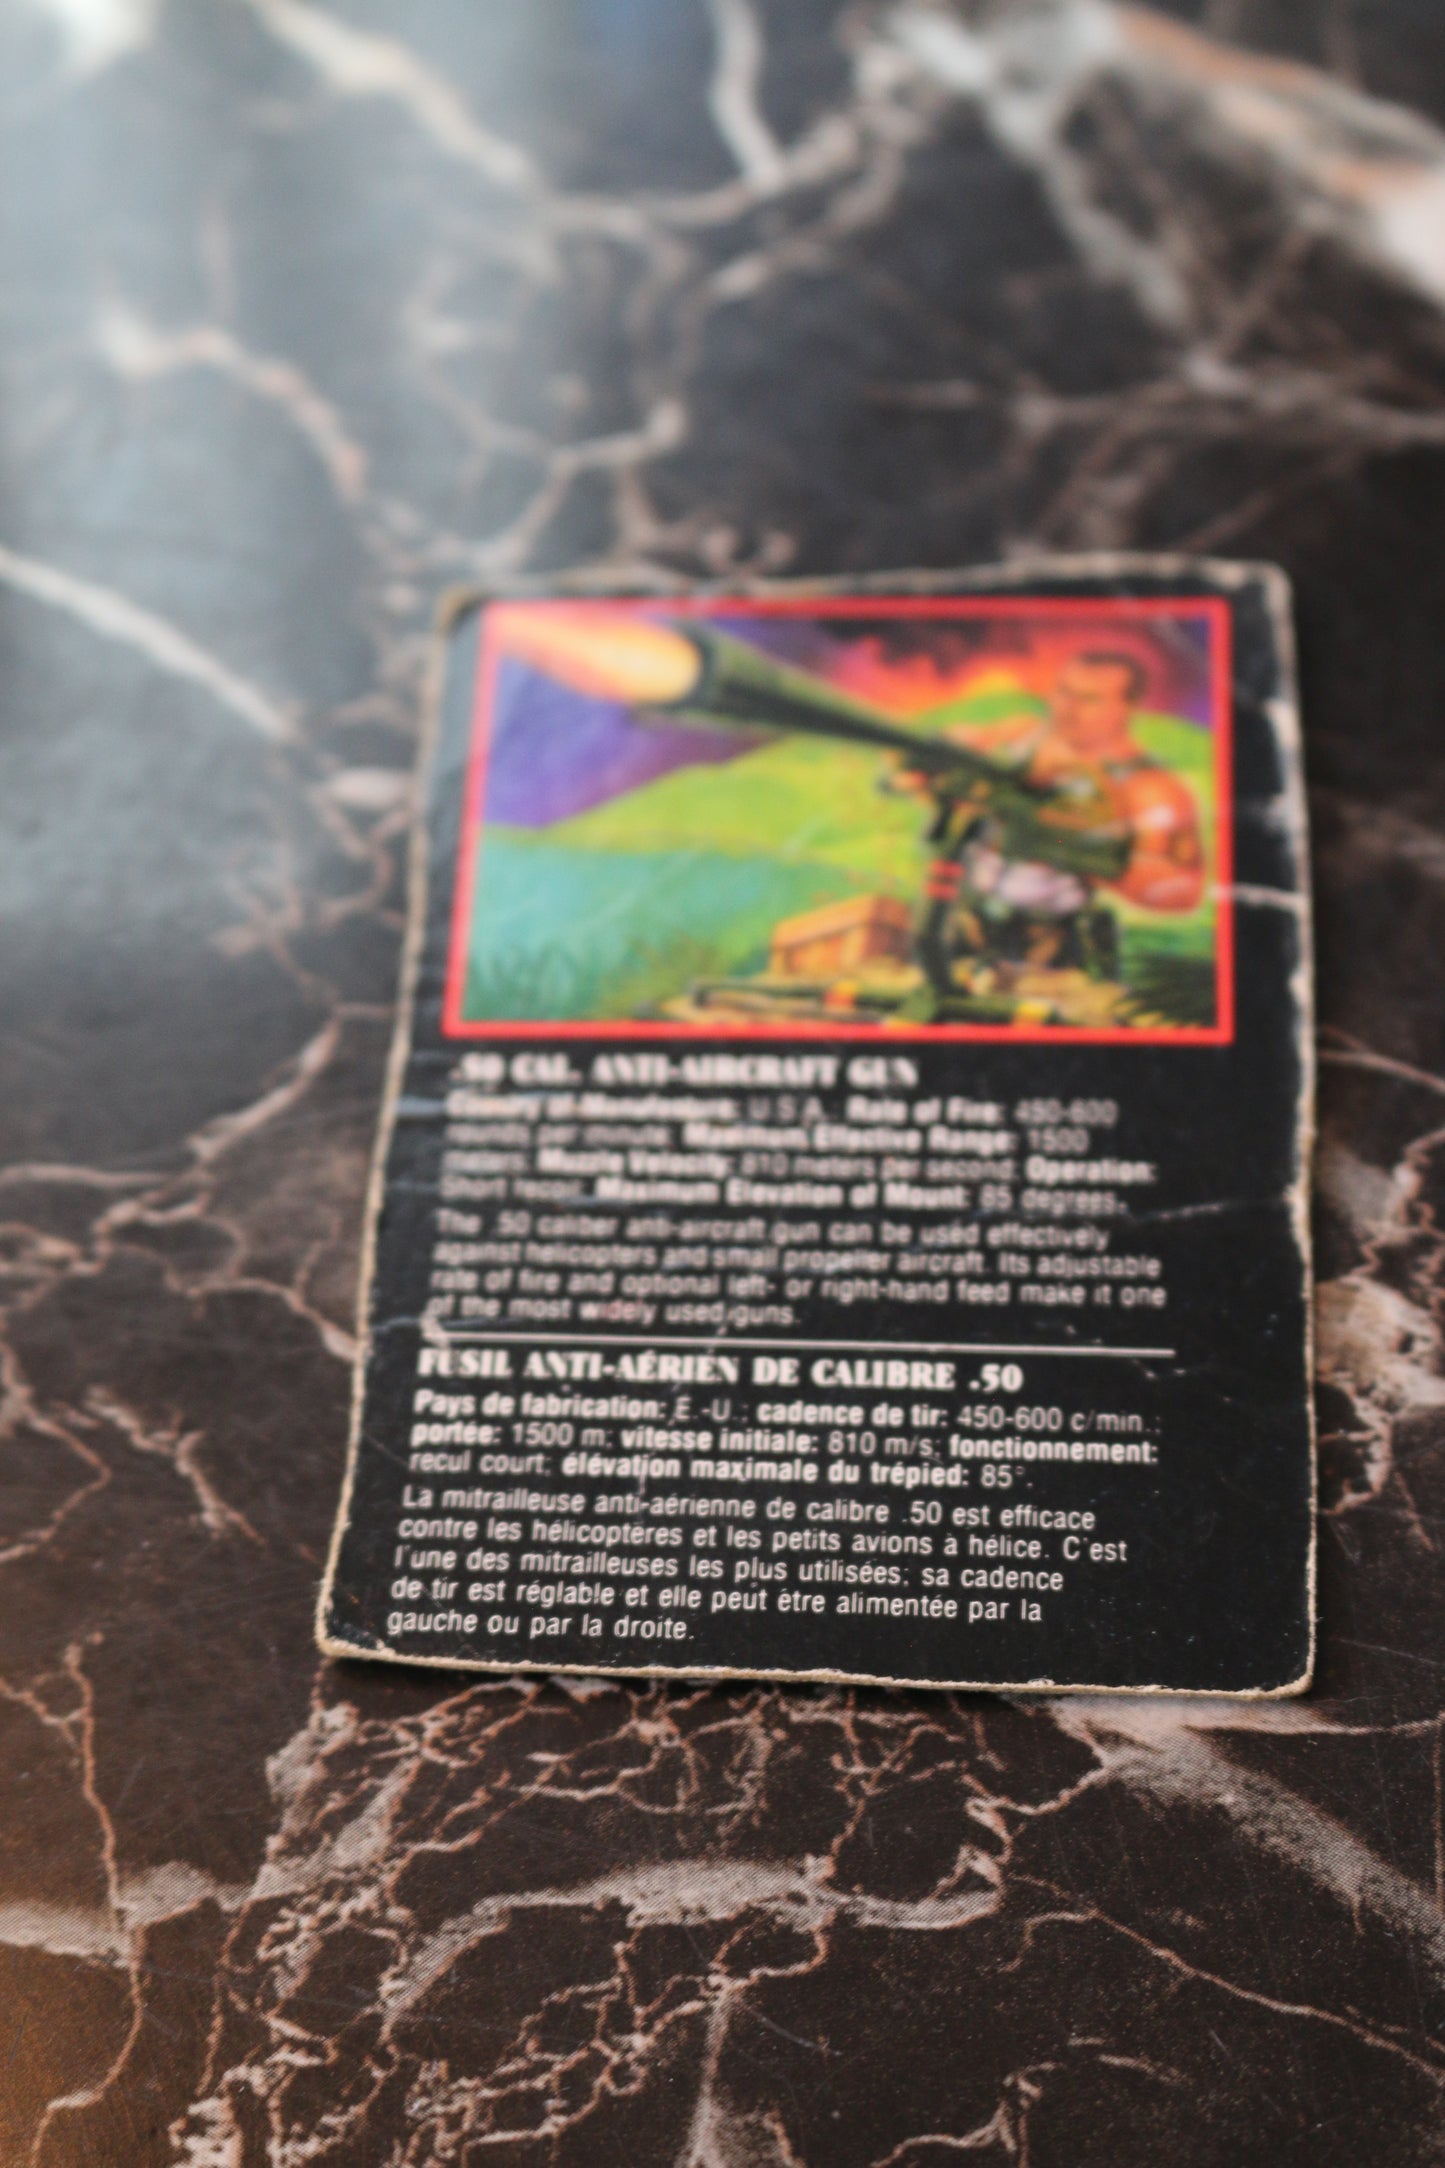 .50 CAL. ANTI-AIRCRAFT GUN
Country of Manufacture: U.S.A.; Rate of Fire: 450-600
rounds per minute; Maximum Effective Range: 1500
meters; Muzzle Velocity: 810 meters per second; Operation:
Short recoil; Maximum Elevation of Mount: 85 degrees.
The .50 caliber anti-aircraft gun can be used effectively
against helicopters and small propeller aircraft. Its adjustable
rate of fire and optional left- or right-hand feed make it one
of the most widely used guns.
FUSIL ANTI-AÉRIEN DE CALIBRE .50
Pays de fabrication: É.-U.; cadence de tir: 450-600 c/min.;
portée: 1500 m; vitesse initiale: 810 m/s; fonctionnement:
recul court; élévation maximale du trépied: 85°.
La mitrailleuse anti-aérienne de calibre .50 est efficace
contre les hélicoptères et les petits avions à hélice. C'est
l'une des mitrailleuses les plus utilisées; sa cadence
de tir est réglable et elle peut être alimentée par la
gauche ou par la droite.